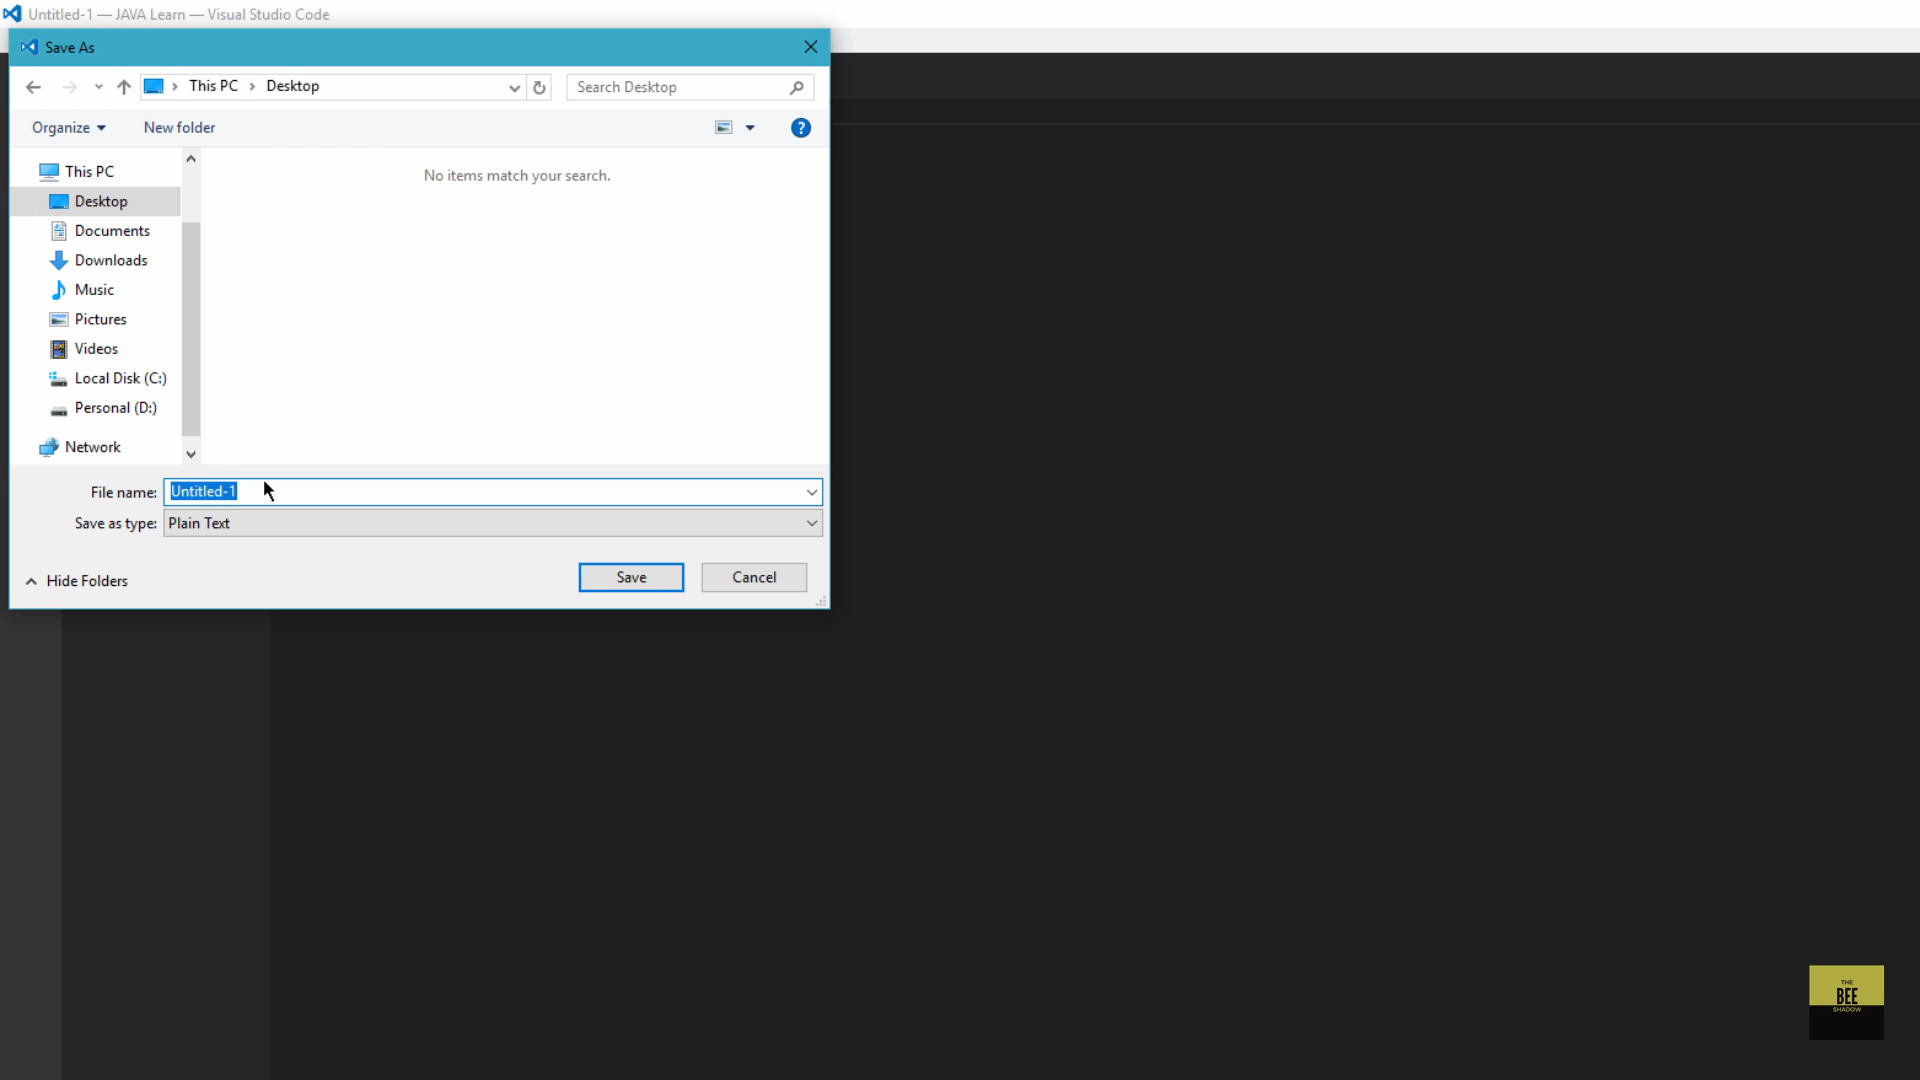 Untitled-1 — JAVA Learn — Visual Studio Code
Save As
This PC > Desktop
Search Desktop
Organize
New folder
?
No items match your search.
This PC
Desktop
Documents
Downloads
Music
Pictures
Videos
Local Disk (C:)
Personal (D:)
Network
File name: Untitled-1
Save as type: Plain Text
Hide Folders
Save
Cancel
THE
BEE
SHADOW